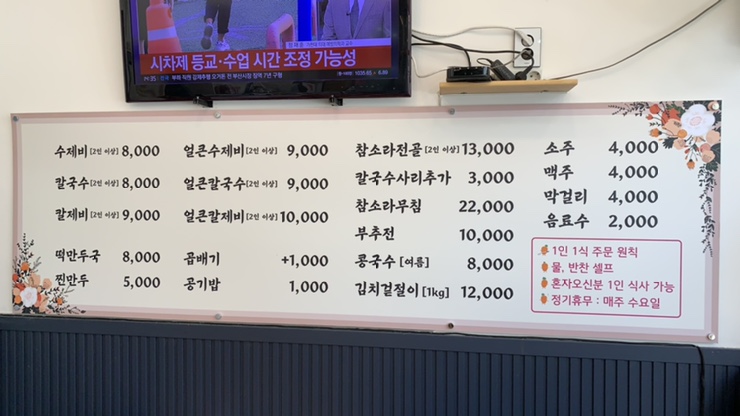 시차제 등교·수업 시간 조정 가능성
수제비[2인 이상] 8,000
칼국수[2인 이상] 8,000
칼제비[2인 이상] 9,000
떡만두국 8,000
찐만두 5,000
얼큰수제비[2인 이상] 9,000
얼큰칼국수[2인 이상] 9,000
얼큰칼제비[2인 이상] 10,000
곱배기 +1,000
공기밥 1,000
참소라전골[2인 이상] 13,000
칼국수사리추가 3,000
참소라무침 22,000
부추전 10,000
콩국수[여름] 8,000
김치겉절이[1kg] 12,000
소주 4,000
맥주 4,000
막걸리 4,000
음료수 2,000
1인 1식 주문 원칙
물, 반찬 셀프
혼자오신분 1인 식사 가능
정기휴무 : 매주 수요일